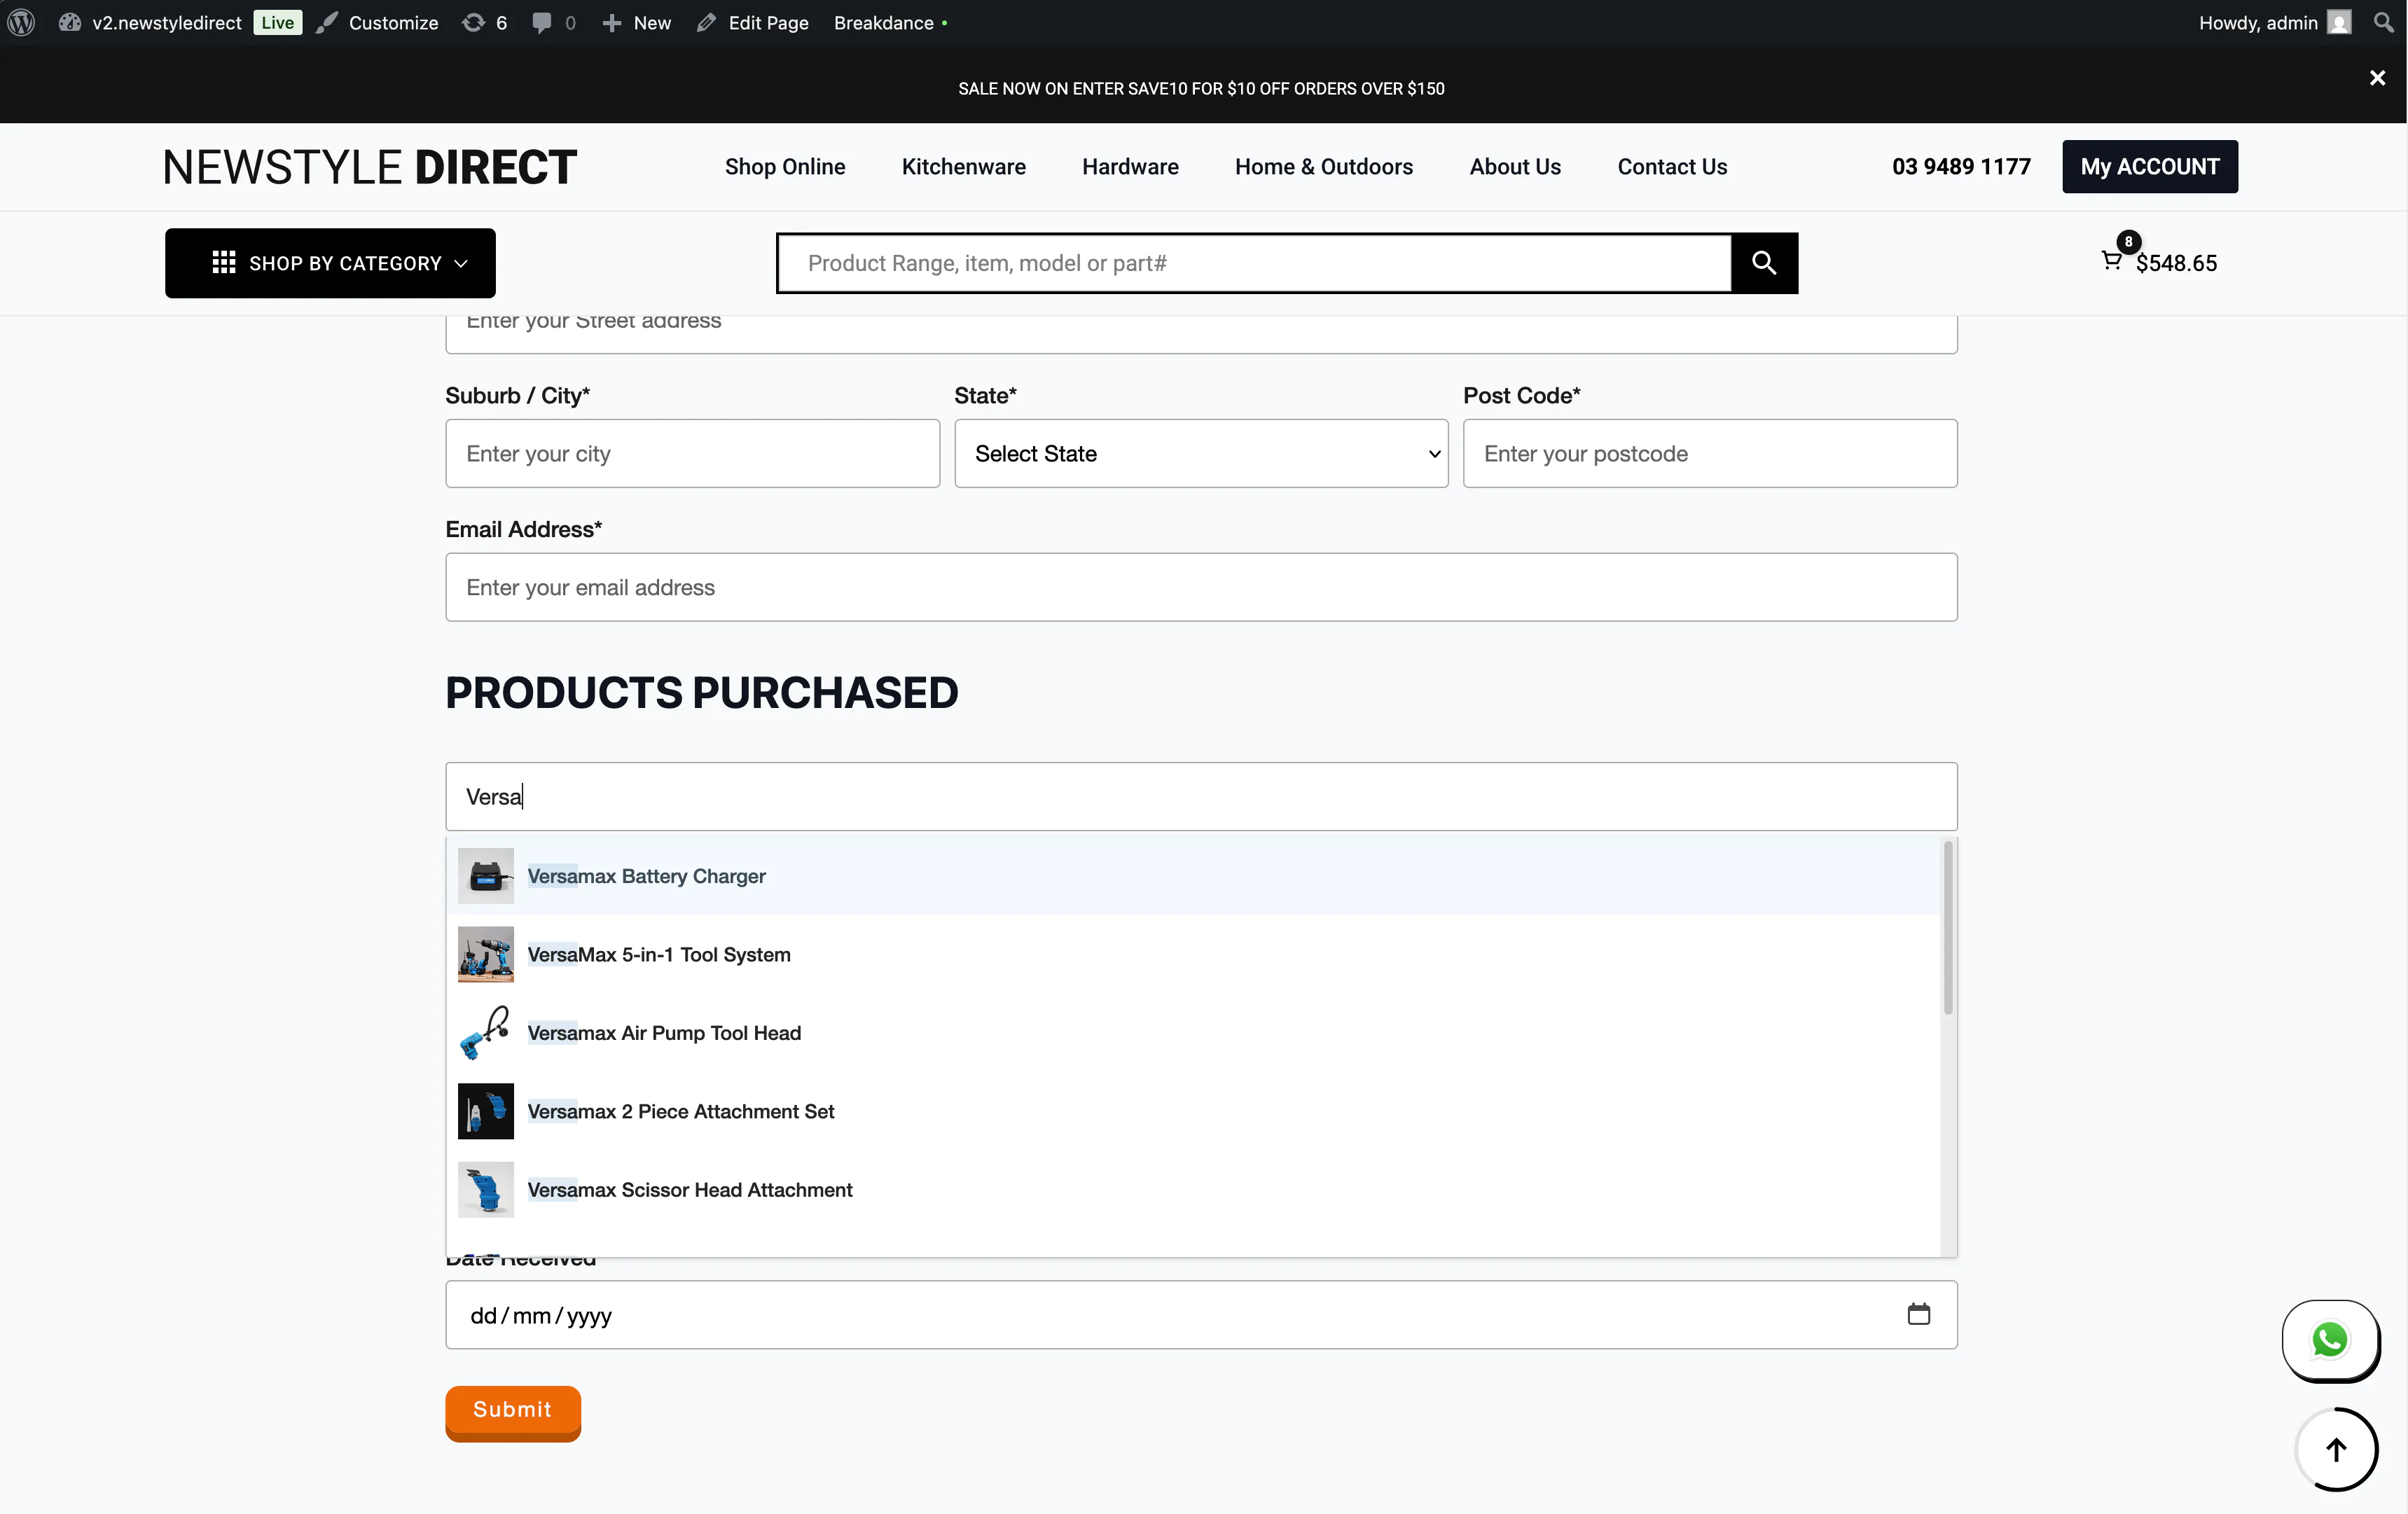 v2.newstyledirect Live Customize 6 0 New Edit Page Breakdance Howdy, admin
SALE NOW ON ENTER SAVE10 FOR $10 OFF ORDERS OVER $150
NEWSTYLE DIRECT Shop Online Kitchenware Hardware Home & Outdoors About Us Contact Us 03 9489 1177 My ACCOUNT
SHOP BY CATEGORY Product Range, item, model or part# 8 $548.65
Enter your Street address
Suburb / City* State* Post Code*
Enter your city Select State Enter your postcode
Email Address*
Enter your email address
PRODUCTS PURCHASED
Versa
Versamax Battery Charger
VersaMax 5-in-1 Tool System
Versamax Air Pump Tool Head
Versamax 2 Piece Attachment Set
Versamax Scissor Head Attachment
Date Received
dd/mm/yyyy
Submit